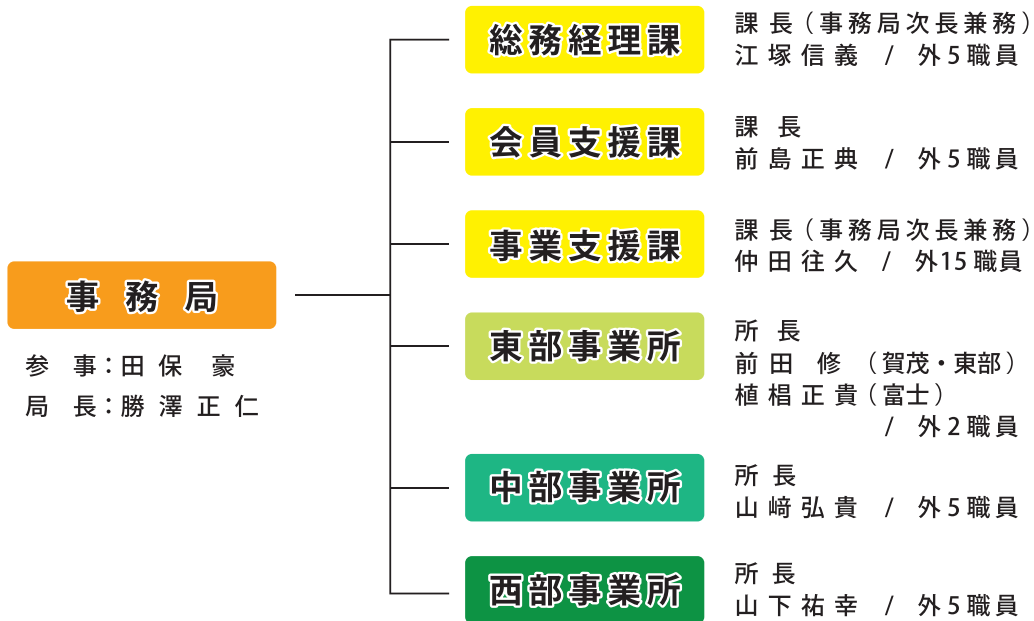 事務局
参 事：田保 豪
局 長：勝澤正仁
総務経理課
課長（事務局次長兼務）
江塚信義 / 外5職員
会員支援課
課長
前島正典 / 外5職員
事業支援課
課長（事務局次長兼務）
仲田往久 / 外15職員
東部事業所
所長
前田 修（賀茂・東部）
植椙正貴（富士）
/ 外2職員
中部事業所
所長
山﨑弘貴 / 外5職員
西部事業所
所長
山下祐幸 / 外5職員